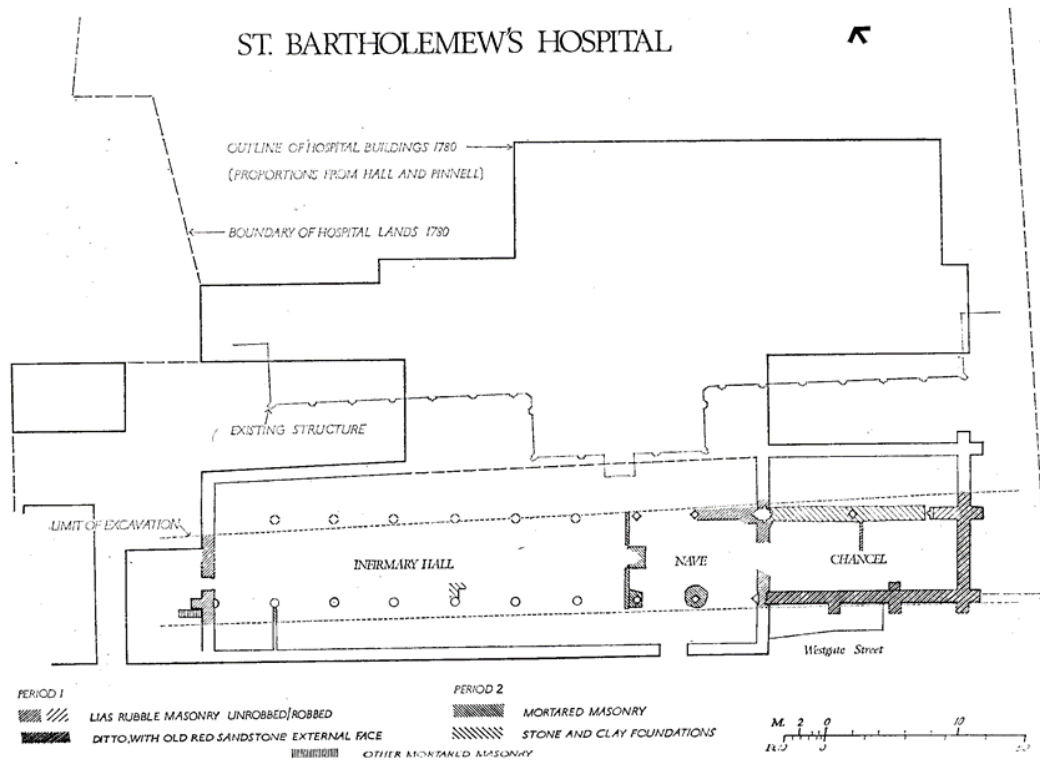 ST. BARTHOLEMEW'S HOSPITAL
OUTLINE OF HOSPITAL BUILDINGS 1780
(PROPORTIONS FROM HALL AND PINNELL)
BOUNDARY OF HOSPITAL LANDS 1780
EXISTING STRUCTURE
LIMIT OF EXCAVATION
INFIRMARY HALL
NAVE
CHANCEL
Westgate Street
PERIOD 1
LIAS RUBBLE MASONRY UNROBBED/ROBBED
DITTO, WITH OLD RED SANDSTONE EXTERNAL FACE
OTHER MORTARED MASONRY
PERIOD 2
MORTARED MASONRY
STONE AND CLAY FOUNDATIONS
M. 2 0 10